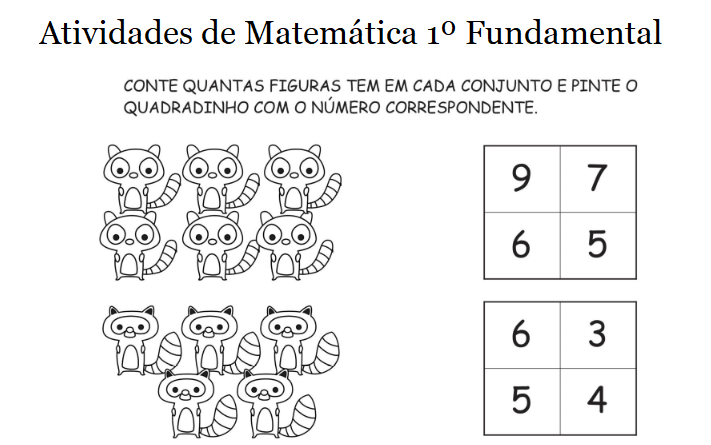 Atividades de Matemática 1º Fundamental
CONTE QUANTAS FIGURAS TEM EM CADA CONJUNTO E PINTE O
QUADRADINHO COM O NÚMERO CORRESPONDENTE.
9 7
6 5
6 3
5 4